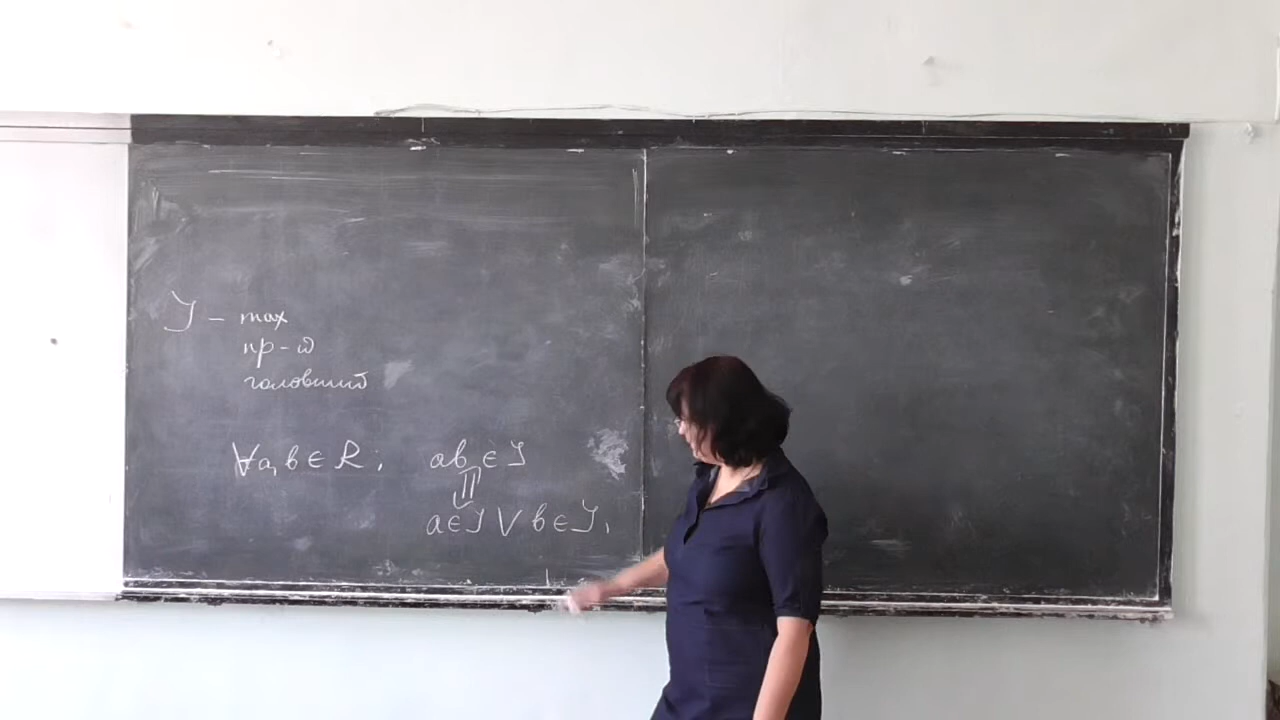 J - max
пр-ω
головний
∀a, b ∈ R, ab ∈ J
⇓
a ∈ J ∨ b ∈ J,